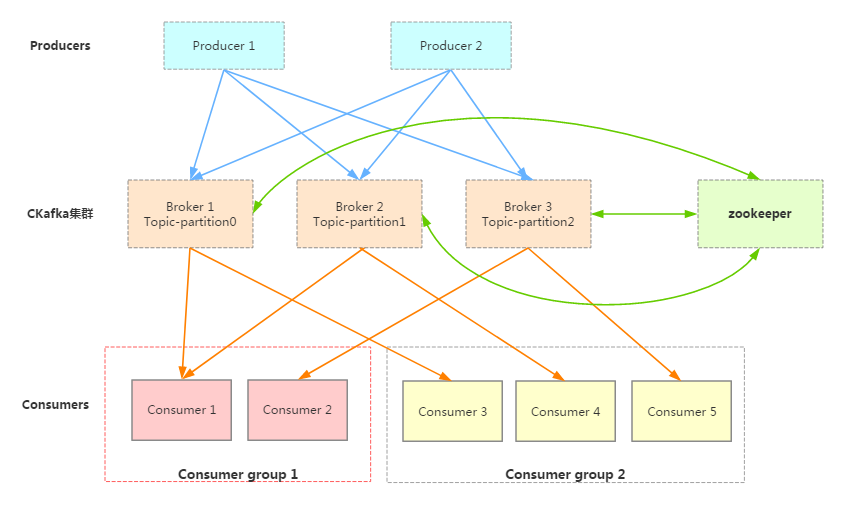 Producers
Producer 1
Producer 2
CKafka集群
Broker 1
Topic-partition0
Broker 2
Topic-partition1
Broker 3
Topic-partition2
zookeeper
Consumers
Consumer 1
Consumer 2
Consumer 3
Consumer 4
Consumer 5
Consumer group 1
Consumer group 2